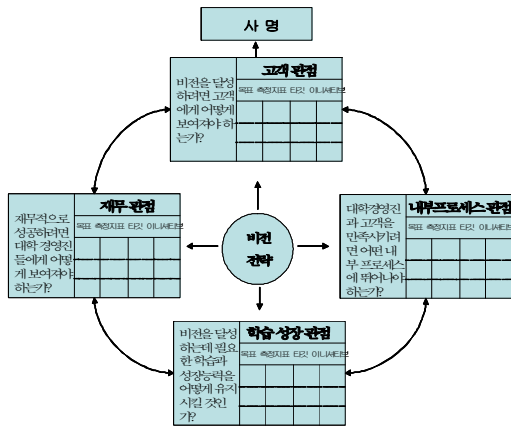 사 명
고객 관점
비전을 달성
하려면 고객
에게 어떻게
보여져야 하
는가?
목표 측정지표 타깃 이니셔티브
재무 관점
재무적으로
성공하려면
대학 경영진
들에게 어떻
게 보여져야
하는가?
목표 측정지표 타깃 이니셔티브
비전
전략
내부프로세스 관점
대학경영진
과 고객을
만족시키려
면 어떤 내
부 프로세스
에 뛰어나야
하는가?
목표 측정지표 타깃 이니셔티브
학습·성장 관점
비전을 달성
하는데 필요
한 학습과
성장능력을
어떻게 유지
시킬 것인
가?
목표 측정지표 타깃 이니셔티브